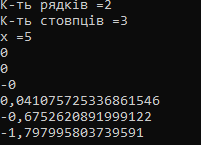 К-ть рядків =2
К-ть стовпців =3
x =5
0
0
-0
0,041075725336861546
-0,6752620891999122
-1,797995803739591